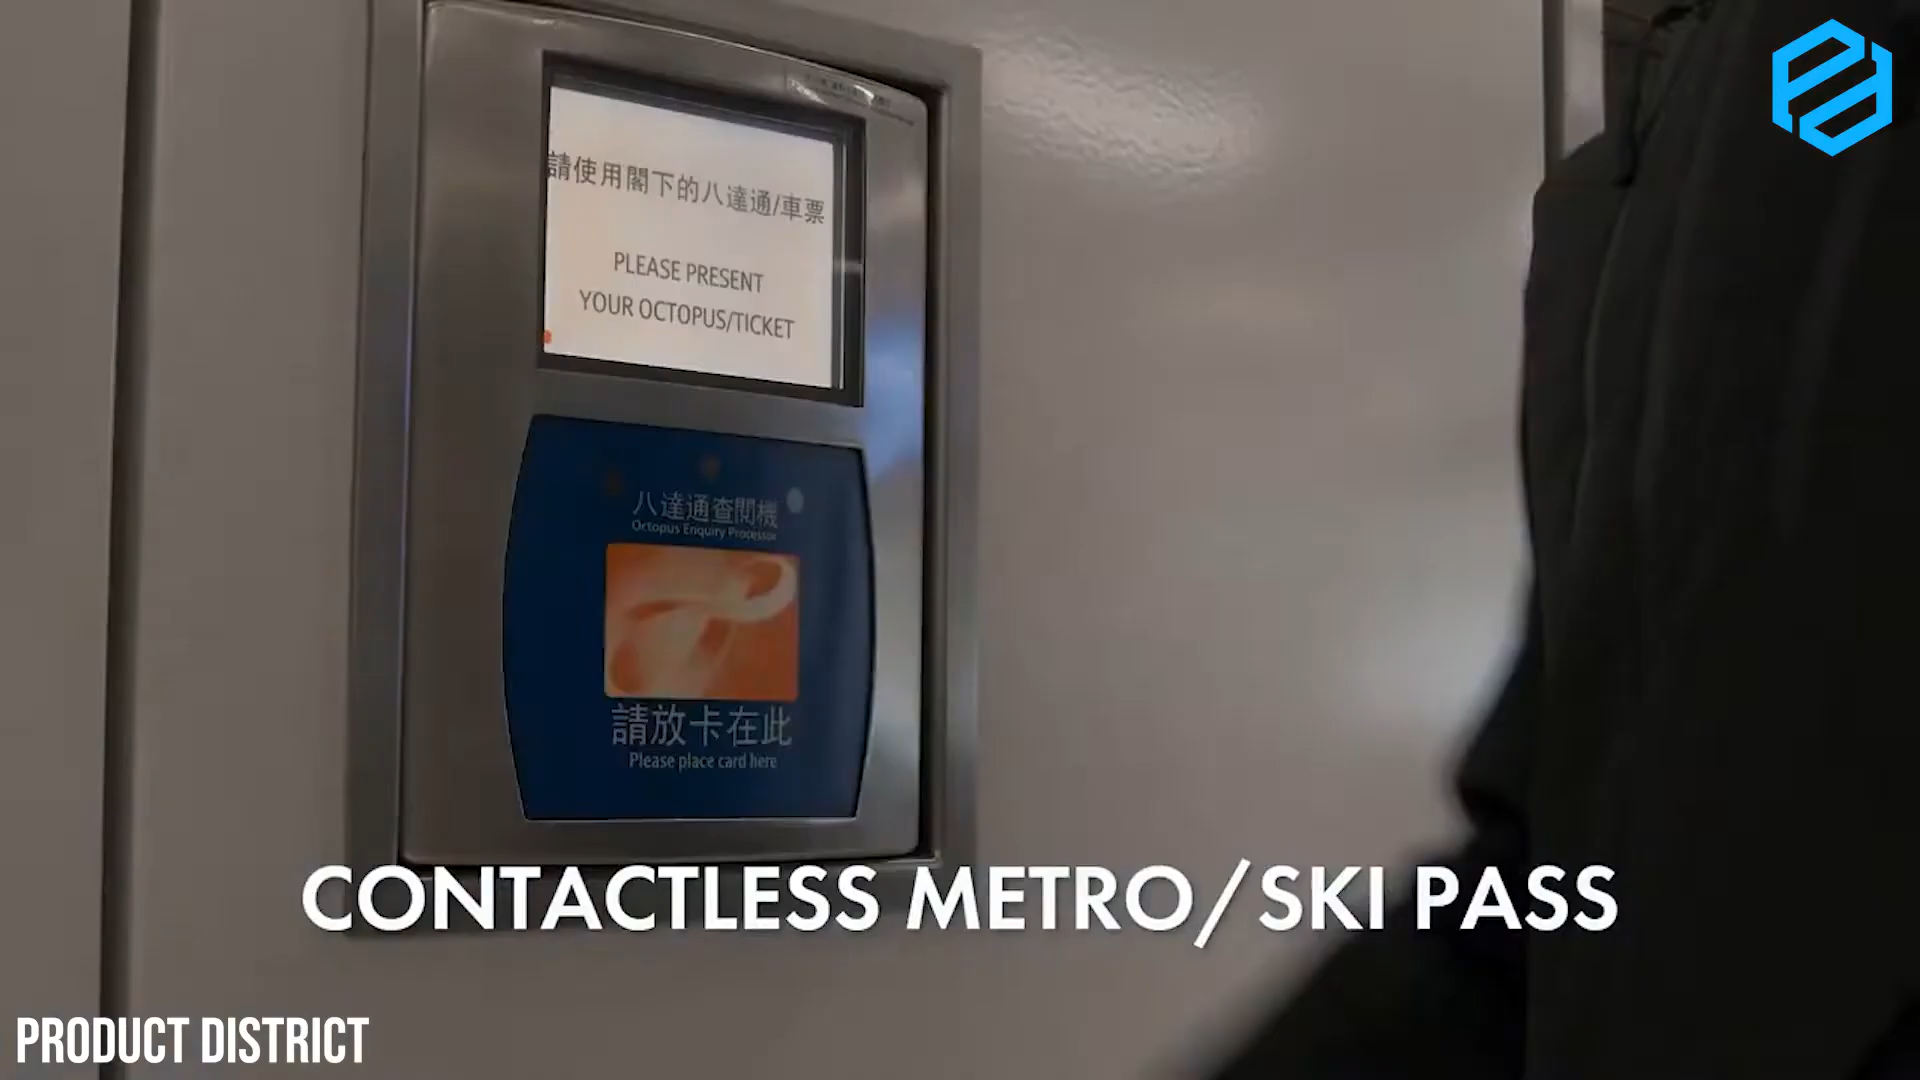 請使用閣下的八達通/車票
PLEASE PRESENT
YOUR OCTOPUS/TICKET
八達通查閱機
Octopus Enquiry Processor
請放卡在此
Please place card here
CONTACTLESS METRO/SKI PASS
PRODUCT DISTRICT